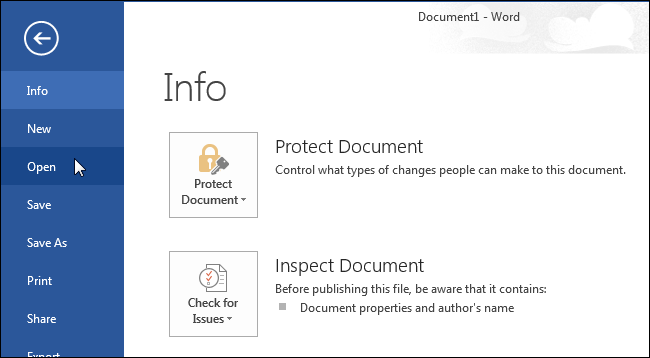 Document1 - Word
Info
New
Open
Save
Save As
Print
Share
Export
Info
Protect
Document
Protect Document
Control what types of changes people can make to this document.
Check for
Issues
Inspect Document
Before publishing this file, be aware that it contains:
Document properties and author's name